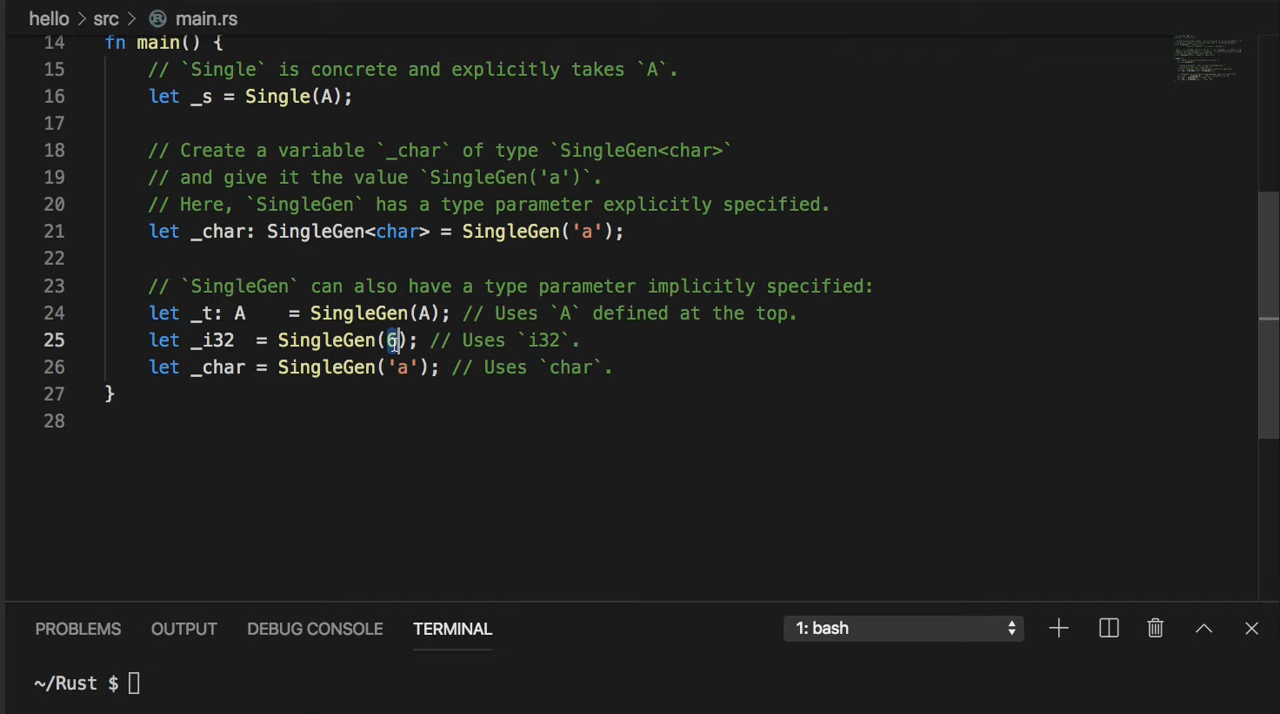 hello > src > main.rs
14 fn main() {
15 // `Single` is concrete and explicitly takes `A`.
16 let _s = Single(A);
17
18 // Create a variable `_char` of type `SingleGen<char>`
19 // and give it the value `SingleGen('a')`.
20 // Here, `SingleGen` has a type parameter explicitly specified.
21 let _char: SingleGen<char> = SingleGen('a');
22
23 // `SingleGen` can also have a type parameter implicitly specified:
24 let _t: A    = SingleGen(A); // Uses `A` defined at the top.
25 let _i32  = SingleGen(6); // Uses `i32`.
26 let _char = SingleGen('a'); // Uses `char`.
27 }
28
PROBLEMS OUTPUT DEBUG CONSOLE TERMINAL 1: bash
~/Rust $